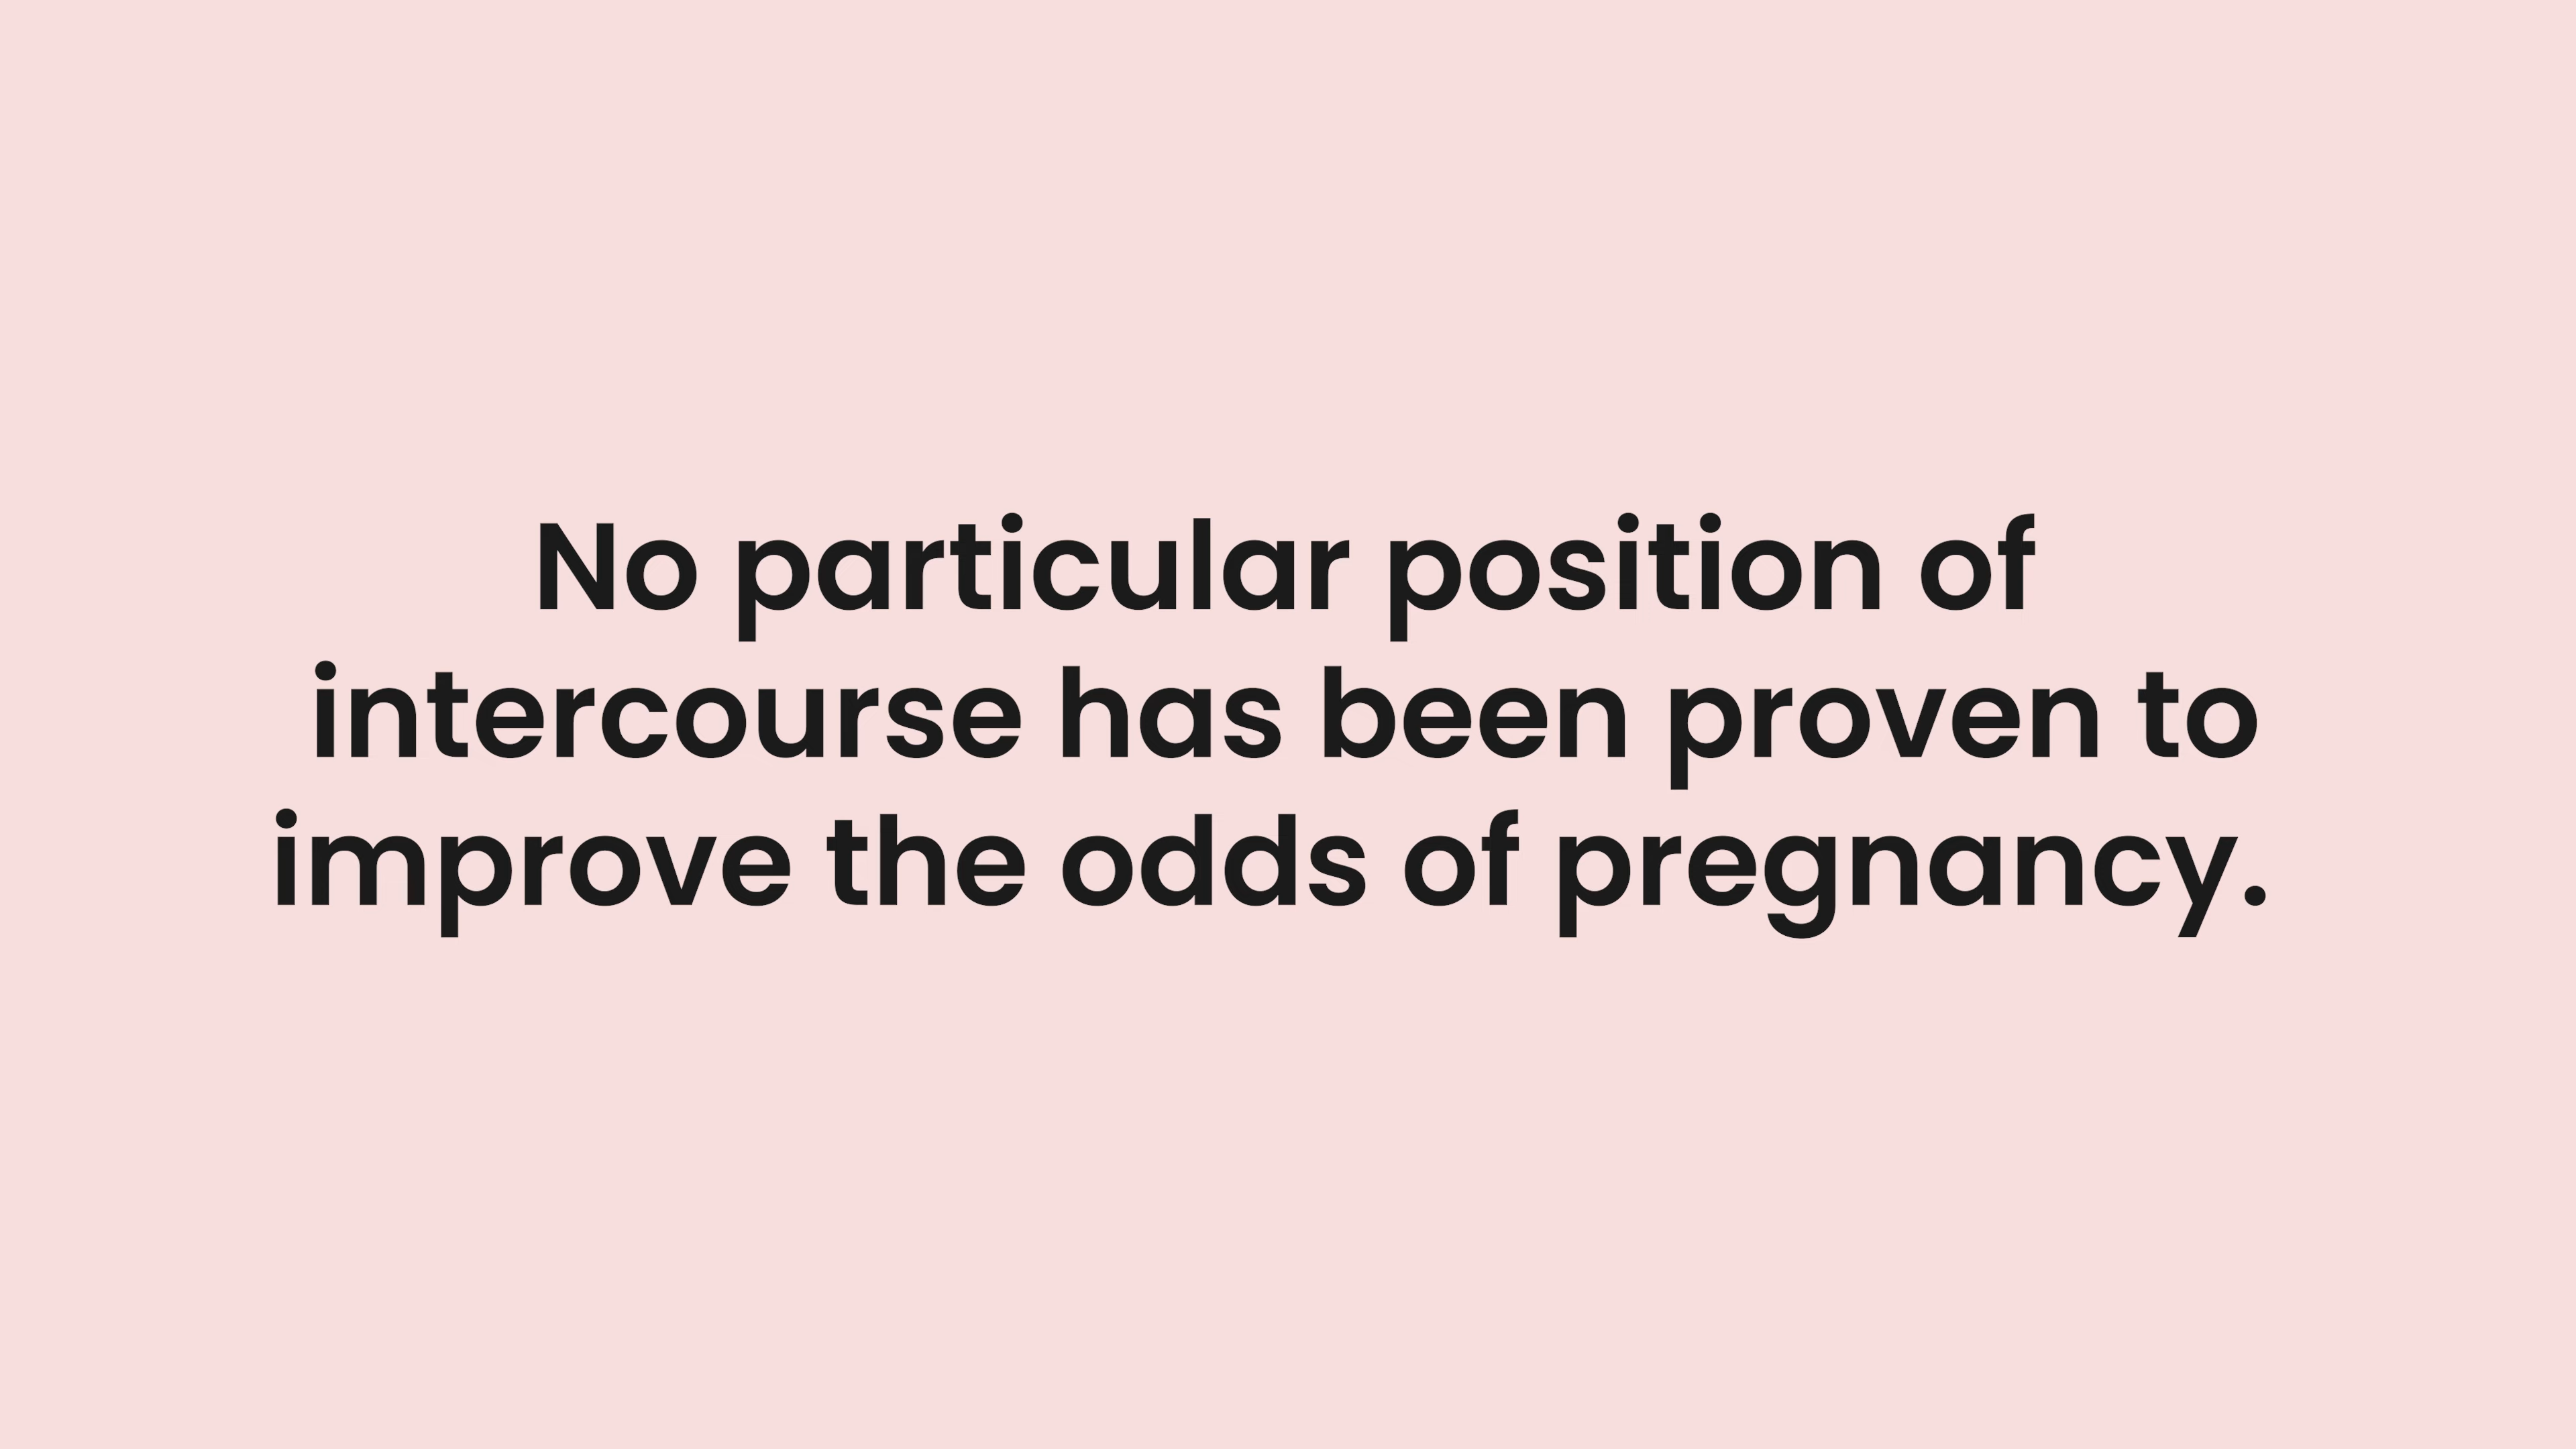 No particular position of
intercourse has been proven to
improve the odds of pregnancy.